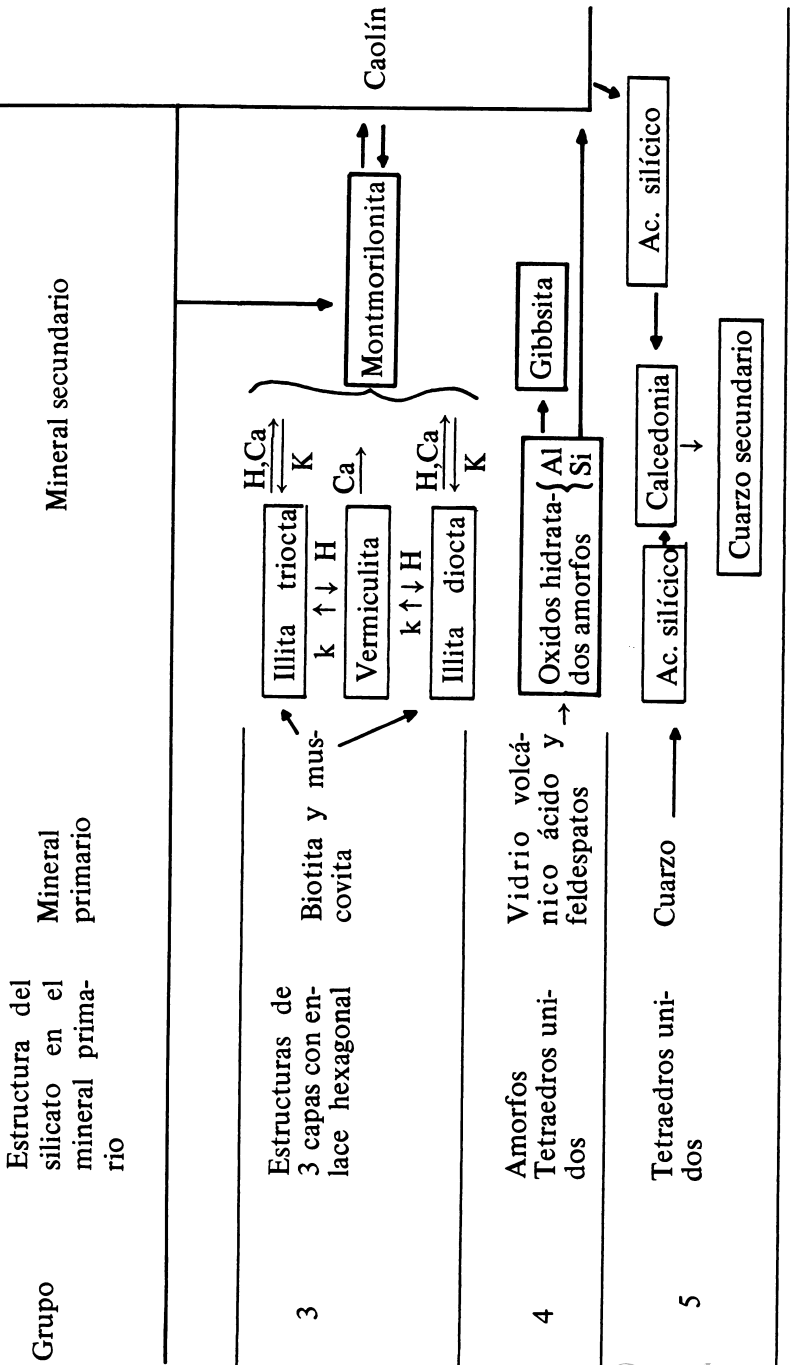 Grupo
Estructura del
silicato en el
mineral prima-
rio
Mineral
primario
Mineral secundario
3
Estructuras de
3 capas con en-
lace hexagonal
Biotita y mus-
covita
Illita triocta
H,Ca
K
k ↑↓ H
Vermiculita
Ca
k↑↓H
Illita diocta
H,Ca
K
Montmorilonita
Caolín
4
Amorfos
Tetraedros uni-
dos
Vidrio volcá-
nico ácido y
feldespatos
Oxidos hidrata- { Al
dos amorfos { Si
Gibbsita
5
Tetraedros uni-
dos
Cuarzo
Ac. silícico
Calcedonia
Ac. silícico
Cuarzo secundario